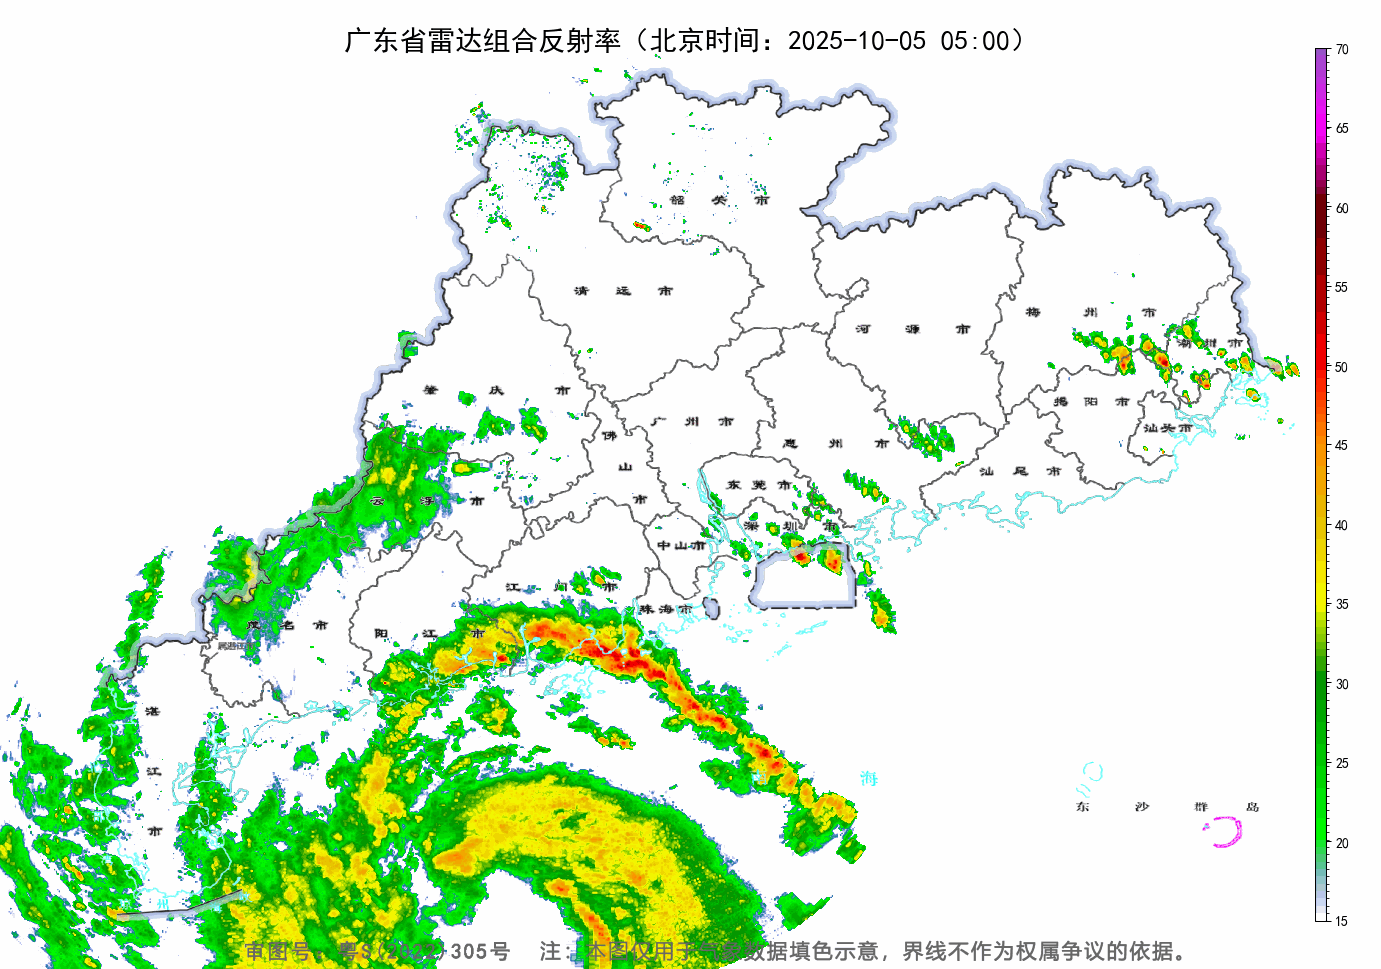 广东省雷达组合反射率（北京时间：2025-10-05 05:00）
70
65
60
55
50
45
40
35
30
25
20
15
韶关市
清远市
河源市
梅州市
潮州市
肇庆市
广州市
佛山市
惠州市
揭阳市
汕头市
汕尾市
东莞市
云浮市
深圳市
中山市
江门市
珠海市
茂名市
阳江市
湛江市
海
东沙群岛
州
审图号：粤S(2022)305号 注：本图仅用于气象数据填色示意，界线不作为权属争议的依据。